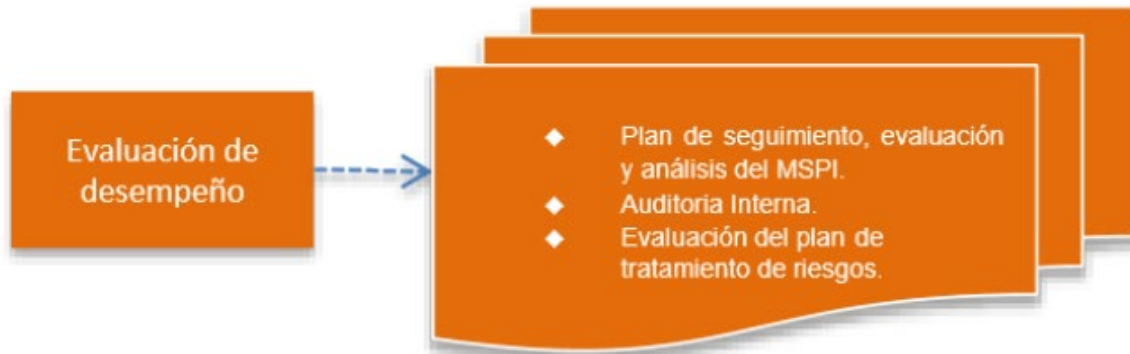 Evaluación de
desempeño
◆ Plan de seguimiento, evaluación
y análisis del MSPI.
◆ Auditoria Interna.
◆ Evaluación del plan de
tratamiento de riesgos.